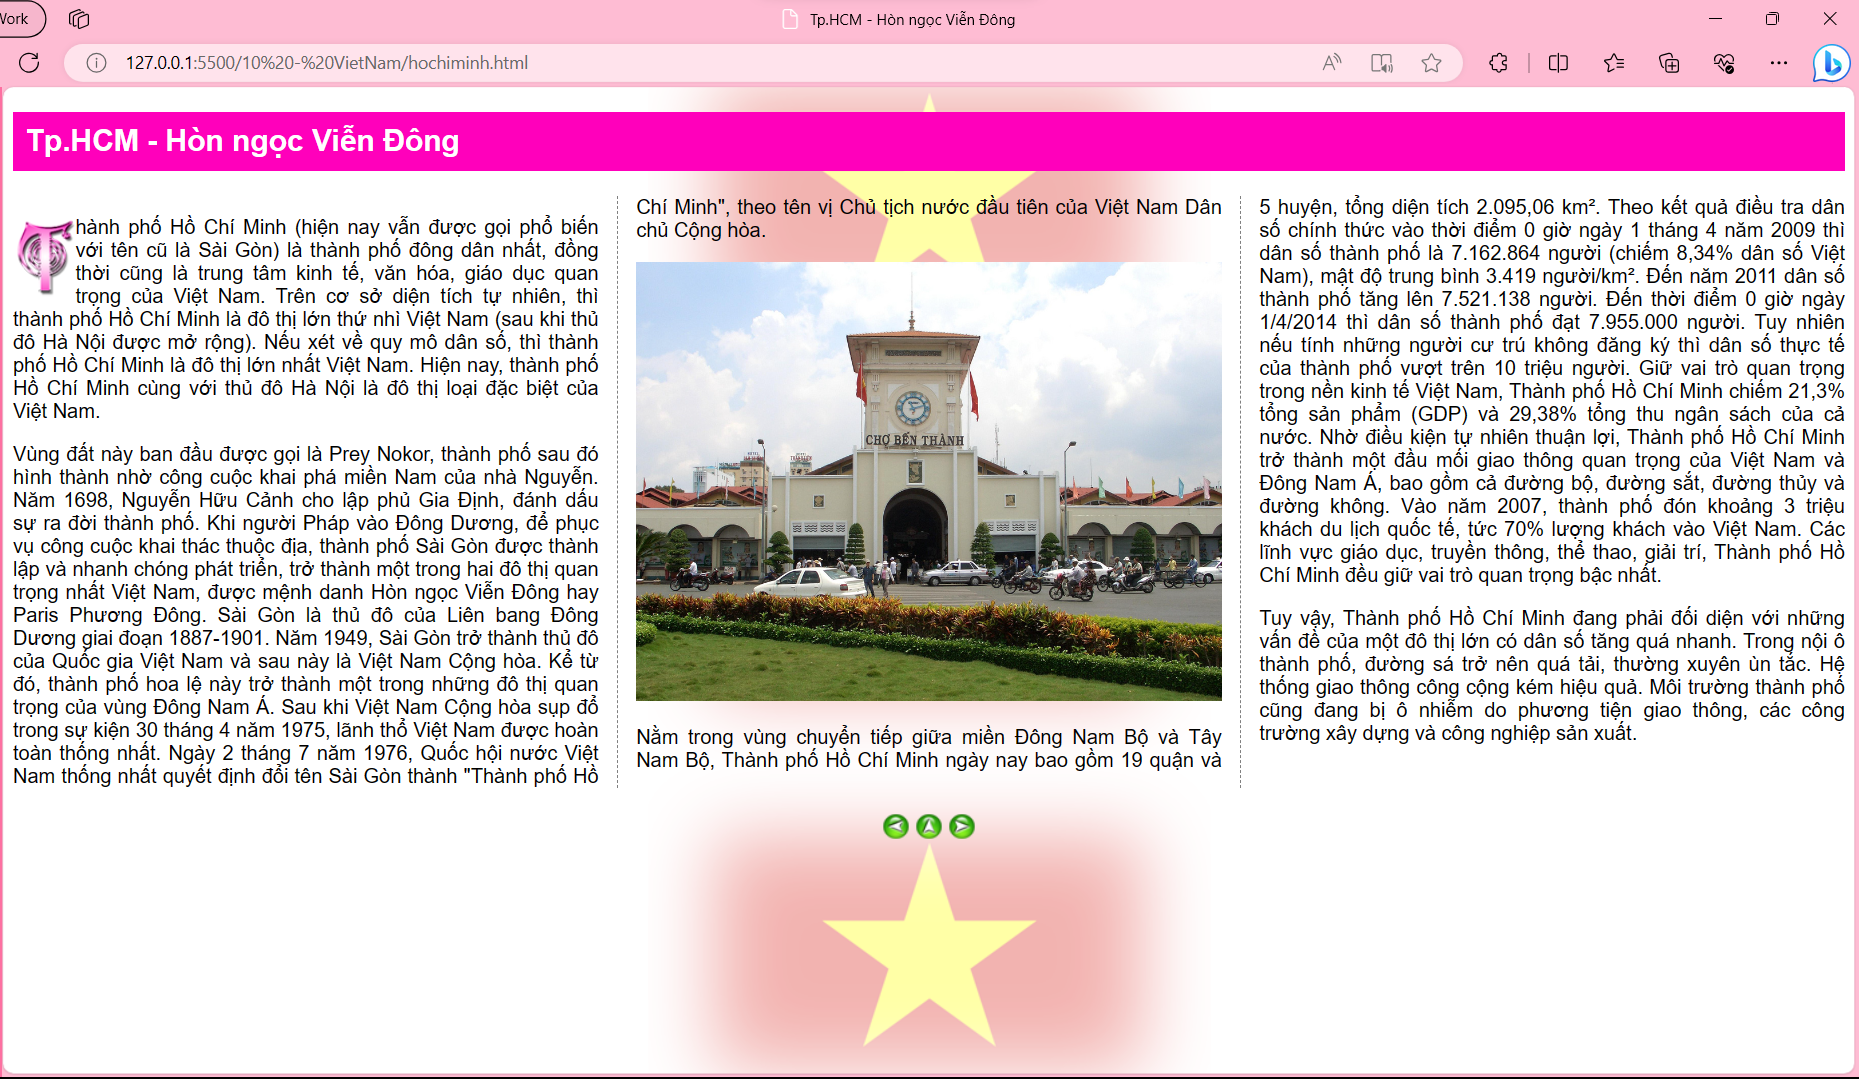 Work
Tp.HCM - Hòn ngọc Viễn Đông
127.0.0.1:5500/10%20-%20VietNam/hochiminh.html
Tp.HCM - Hòn ngọc Viễn Đông
Thành phố Hồ Chí Minh (hiện nay vẫn được gọi phổ biến
với tên cũ là Sài Gòn) là thành phố đông dân nhất, đồng
thời cũng là trung tâm kinh tế, văn hóa, giáo dục quan
trọng của Việt Nam. Trên cơ sở diện tích tự nhiên, thì
thành phố Hồ Chí Minh là đô thị lớn thứ nhì Việt Nam (sau khi thủ
đô Hà Nội được mở rộng). Nếu xét về quy mô dân số, thì thành
phố Hồ Chí Minh là đô thị lớn nhất Việt Nam. Hiện nay, thành phố
Hồ Chí Minh cùng với thủ đô Hà Nội là đô thị loại đặc biệt của
Việt Nam.
Vùng đất này ban đầu được gọi là Prey Nokor, thành phố sau đó
hình thành nhờ công cuộc khai phá miền Nam của nhà Nguyễn.
Năm 1698, Nguyễn Hữu Cảnh cho lập phủ Gia Định, đánh dấu
sự ra đời thành phố. Khi người Pháp vào Đông Dương, để phục
vụ công cuộc khai thác thuộc địa, thành phố Sài Gòn được thành
lập và nhanh chóng phát triển, trở thành một trong hai đô thị quan
trọng nhất Việt Nam, được mệnh danh Hòn ngọc Viễn Đông hay
Paris Phương Đông. Sài Gòn là thủ đô của Liên bang Đông
Dương giai đoạn 1887-1901. Năm 1949, Sài Gòn trở thành thủ đô
của Quốc gia Việt Nam và sau này là Việt Nam Cộng hòa. Kể từ
đó, thành phố hoa lệ này trở thành một trong những đô thị quan
trọng của vùng Đông Nam Á. Sau khi Việt Nam Cộng hòa sụp đổ
trong sự kiện 30 tháng 4 năm 1975, lãnh thổ Việt Nam được hoàn
toàn thống nhất. Ngày 2 tháng 7 năm 1976, Quốc hội nước Việt
Nam thống nhất quyết định đổi tên Sài Gòn thành "Thành phố Hồ
Chí Minh", theo tên vị Chủ tịch nước đầu tiên của Việt Nam Dân
chủ Cộng hòa.
CHỢ BẾN THÀNH
Nằm trong vùng chuyển tiếp giữa miền Đông Nam Bộ và Tây
Nam Bộ, Thành phố Hồ Chí Minh ngày nay bao gồm 19 quận và
5 huyện, tổng diện tích 2.095,06 km². Theo kết quả điều tra dân
số chính thức vào thời điểm 0 giờ ngày 1 tháng 4 năm 2009 thì
dân số thành phố là 7.162.864 người (chiếm 8,34% dân số Việt
Nam), mật độ trung bình 3.419 người/km². Đến năm 2011 dân số
thành phố tăng lên 7.521.138 người. Đến thời điểm 0 giờ ngày
1/4/2014 thì dân số thành phố đạt 7.955.000 người. Tuy nhiên
nếu tính những người cư trú không đăng ký thì dân số thực tế
của thành phố vượt trên 10 triệu người. Giữ vai trò quan trọng
trong nền kinh tế Việt Nam, Thành phố Hồ Chí Minh chiếm 21,3%
tổng sản phẩm (GDP) và 29,38% tổng thu ngân sách của cả
nước. Nhờ điều kiện tự nhiên thuận lợi, Thành phố Hồ Chí Minh
trở thành một đầu mối giao thông quan trọng của Việt Nam và
Đông Nam Á, bao gồm cả đường bộ, đường sắt, đường thủy và
đường không. Vào năm 2007, thành phố đón khoảng 3 triệu
khách du lịch quốc tế, tức 70% lượng khách vào Việt Nam. Các
lĩnh vực giáo dục, truyền thông, thể thao, giải trí, Thành phố Hồ
Chí Minh đều giữ vai trò quan trọng bậc nhất.
Tuy vậy, Thành phố Hồ Chí Minh đang phải đối diện với những
vấn đề của một đô thị lớn có dân số tăng quá nhanh. Trong nội ô
thành phố, đường sá trở nên quá tải, thường xuyên ùn tắc. Hệ
thống giao thông công cộng kém hiệu quả. Môi trường thành phố
cũng đang bị ô nhiễm do phương tiện giao thông, các công
trường xây dựng và công nghiệp sản xuất.